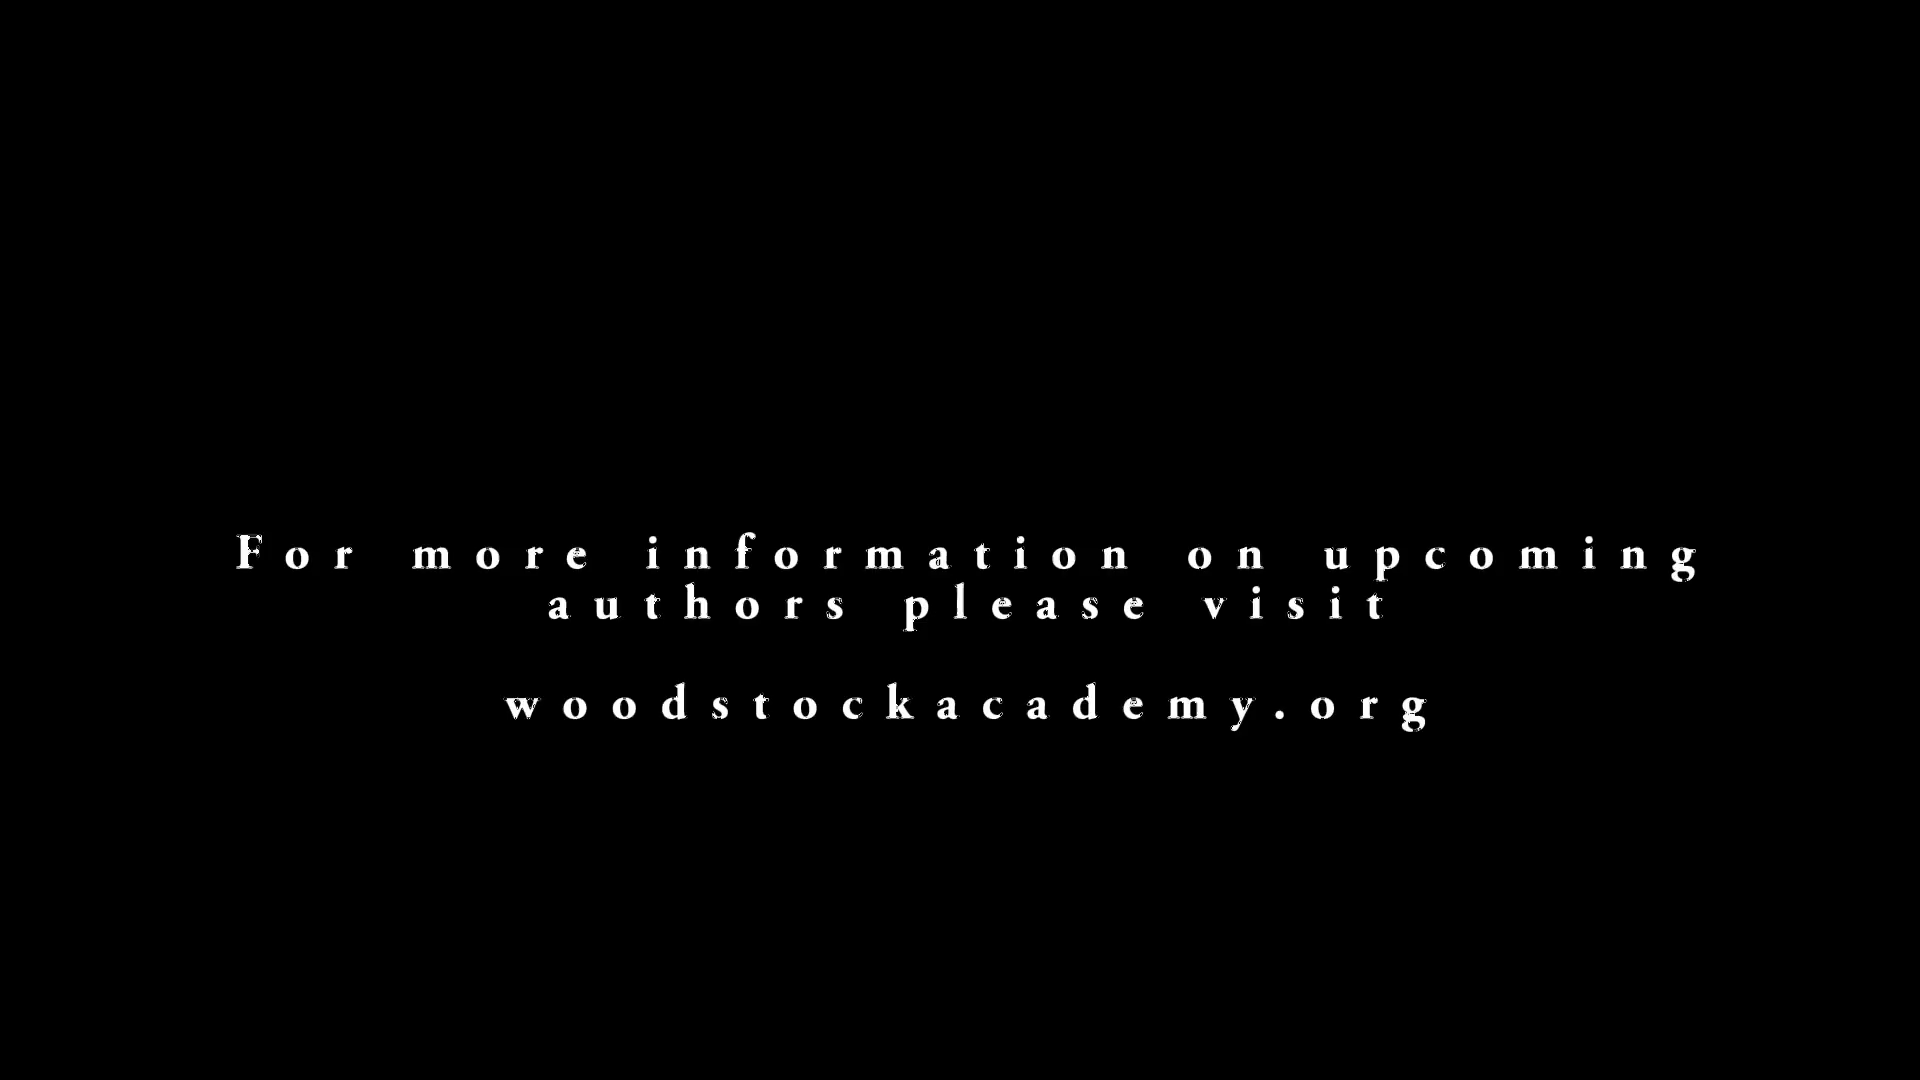 For more information on upcoming
authors please visit
woodstockacademy.org